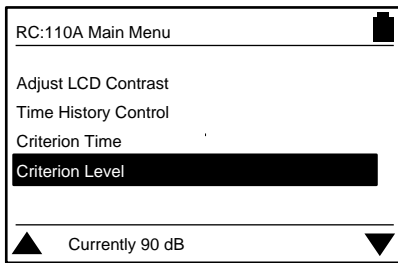 RC:110A Main Menu
Adjust LCD Contrast
Time History Control
Criterion Time
Criterion Level
Currently 90 dB